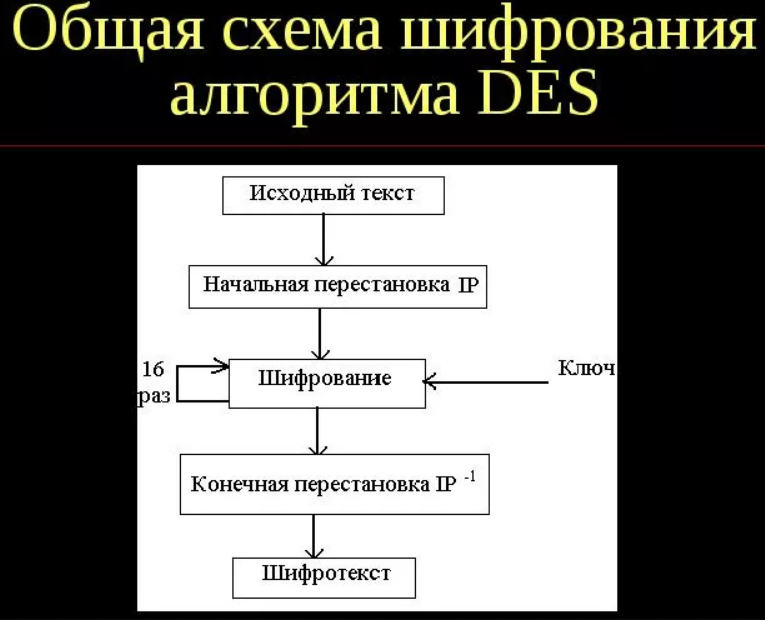 Общая схема шифрования
алгоритма DES
Исходный текст
Начальная перестановка IP
16
раз
Шифрование
Ключ
Конечная перестановка IP -1
Шифротекст